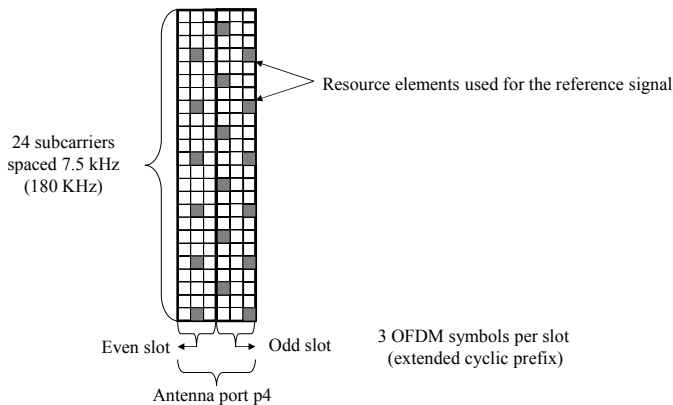 Resource elements used for the reference signal
24 subcarriers
spaced 7.5 kHz
(180 KHz)
Even slot
Odd slot
3 OFDM symbols per slot
(extended cyclic prefix)
Antenna port p4